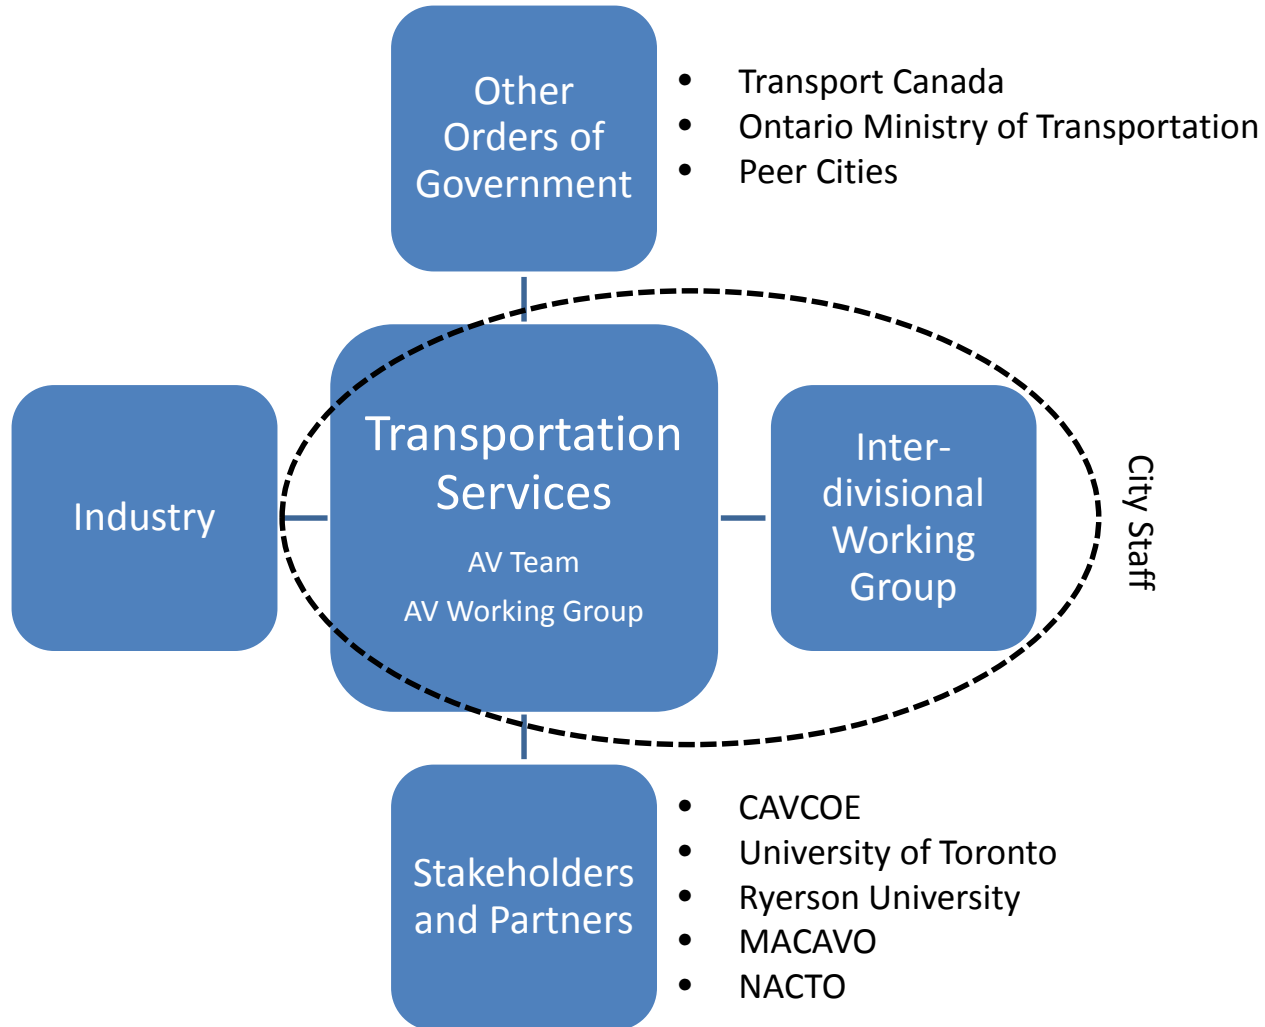 Other
Orders of
Government
• Transport Canada
• Ontario Ministry of Transportation
• Peer Cities
Industry
Transportation
Services
AV Team
AV Working Group
Inter-
divisional
Working
Group
City Staff
Stakeholders
and Partners
• CAVCOE
• University of Toronto
• Ryerson University
• MACAVO
• NACTO